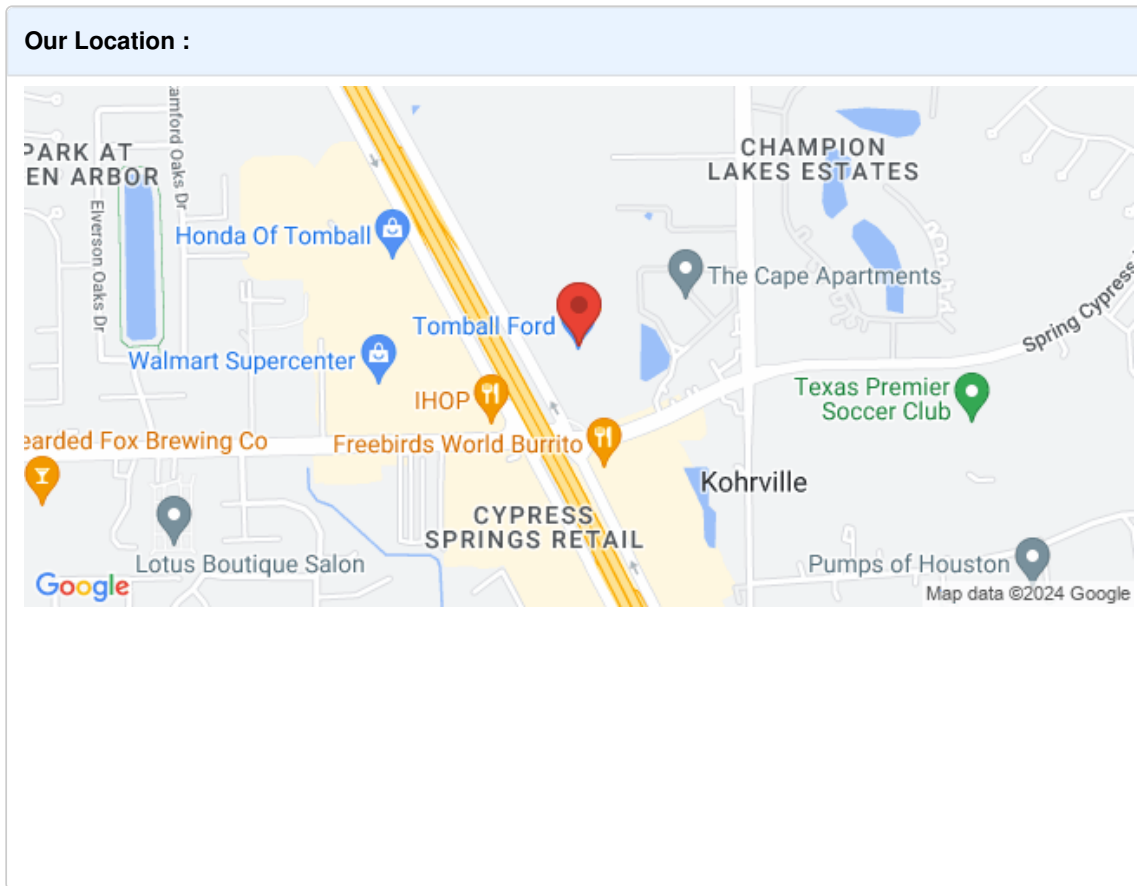 Our Location :
amford Oaks Dr
PARK AT
EN ARBOR
CHAMPION
LAKES ESTATES
Elverson Oaks Dr
Honda Of Tomball
The Cape Apartments
Spring Cypress
Tomball Ford
Walmart Supercenter
IHOP
Texas Premier
Soccer Club
earded Fox Brewing Co
Freebirds World Burrito
Kohrville
CYPRESS
SPRINGS RETAIL
Lotus Boutique Salon
Pumps of Houston
Google
Map data ©2024 Google